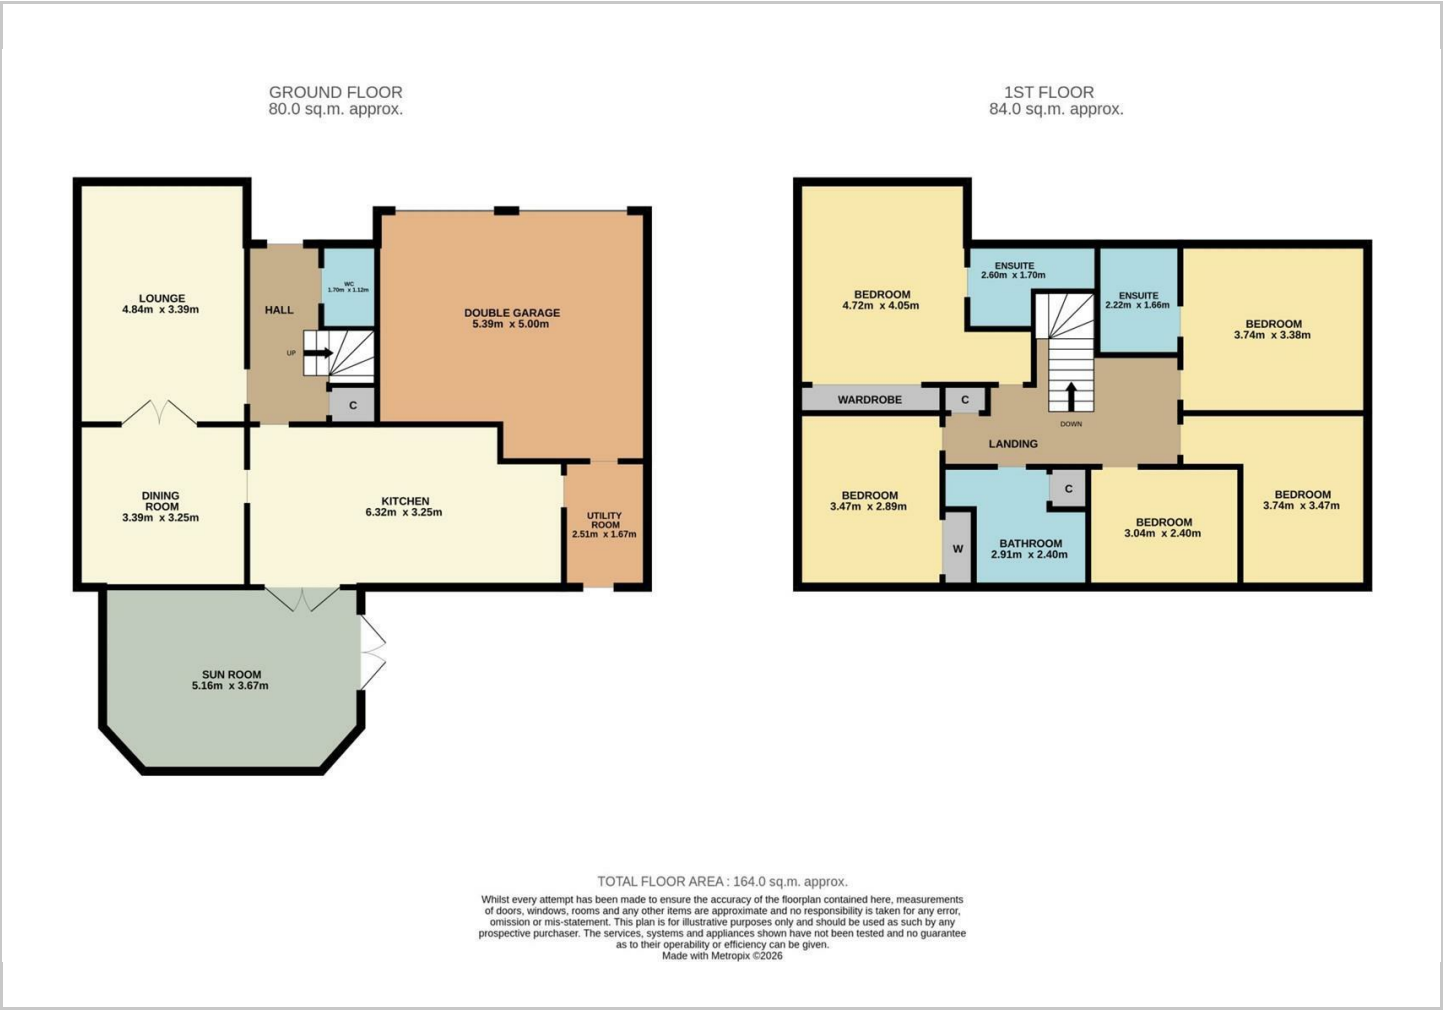 GROUND FLOOR
80.0 sq.m. approx.
1ST FLOOR
84.0 sq.m. approx.
LOUNGE
4.84m x 3.39m
HALL
WC
1.70m x 1.12m
UP
C
DOUBLE GARAGE
5.39m x 5.00m
DINING
ROOM
3.39m x 3.25m
KITCHEN
6.32m x 3.25m
UTILITY
ROOM
2.51m x 1.67m
SUN ROOM
5.16m x 3.67m
BEDROOM
4.72m x 4.05m
ENSUITE
2.60m x 1.70m
ENSUITE
2.22m x 1.66m
BEDROOM
3.74m x 3.38m
WARDROBE
C
DOWN
LANDING
BEDROOM
3.47m x 2.89m
W
BATHROOM
2.91m x 2.40m
C
BEDROOM
3.04m x 2.40m
BEDROOM
3.74m x 3.47m
TOTAL FLOOR AREA : 164.0 sq.m. approx.
Whilst every attempt has been made to ensure the accuracy of the floorplan contained here, measurements
of doors, windows, rooms and any other items are approximate and no responsibility is taken for any error,
omission or mis-statement. This plan is for illustrative purposes only and should be used as such by any
prospective purchaser. The services, systems and appliances shown have not been tested and no guarantee
as to their operability or efficiency can be given.
Made with Metropix ©2026